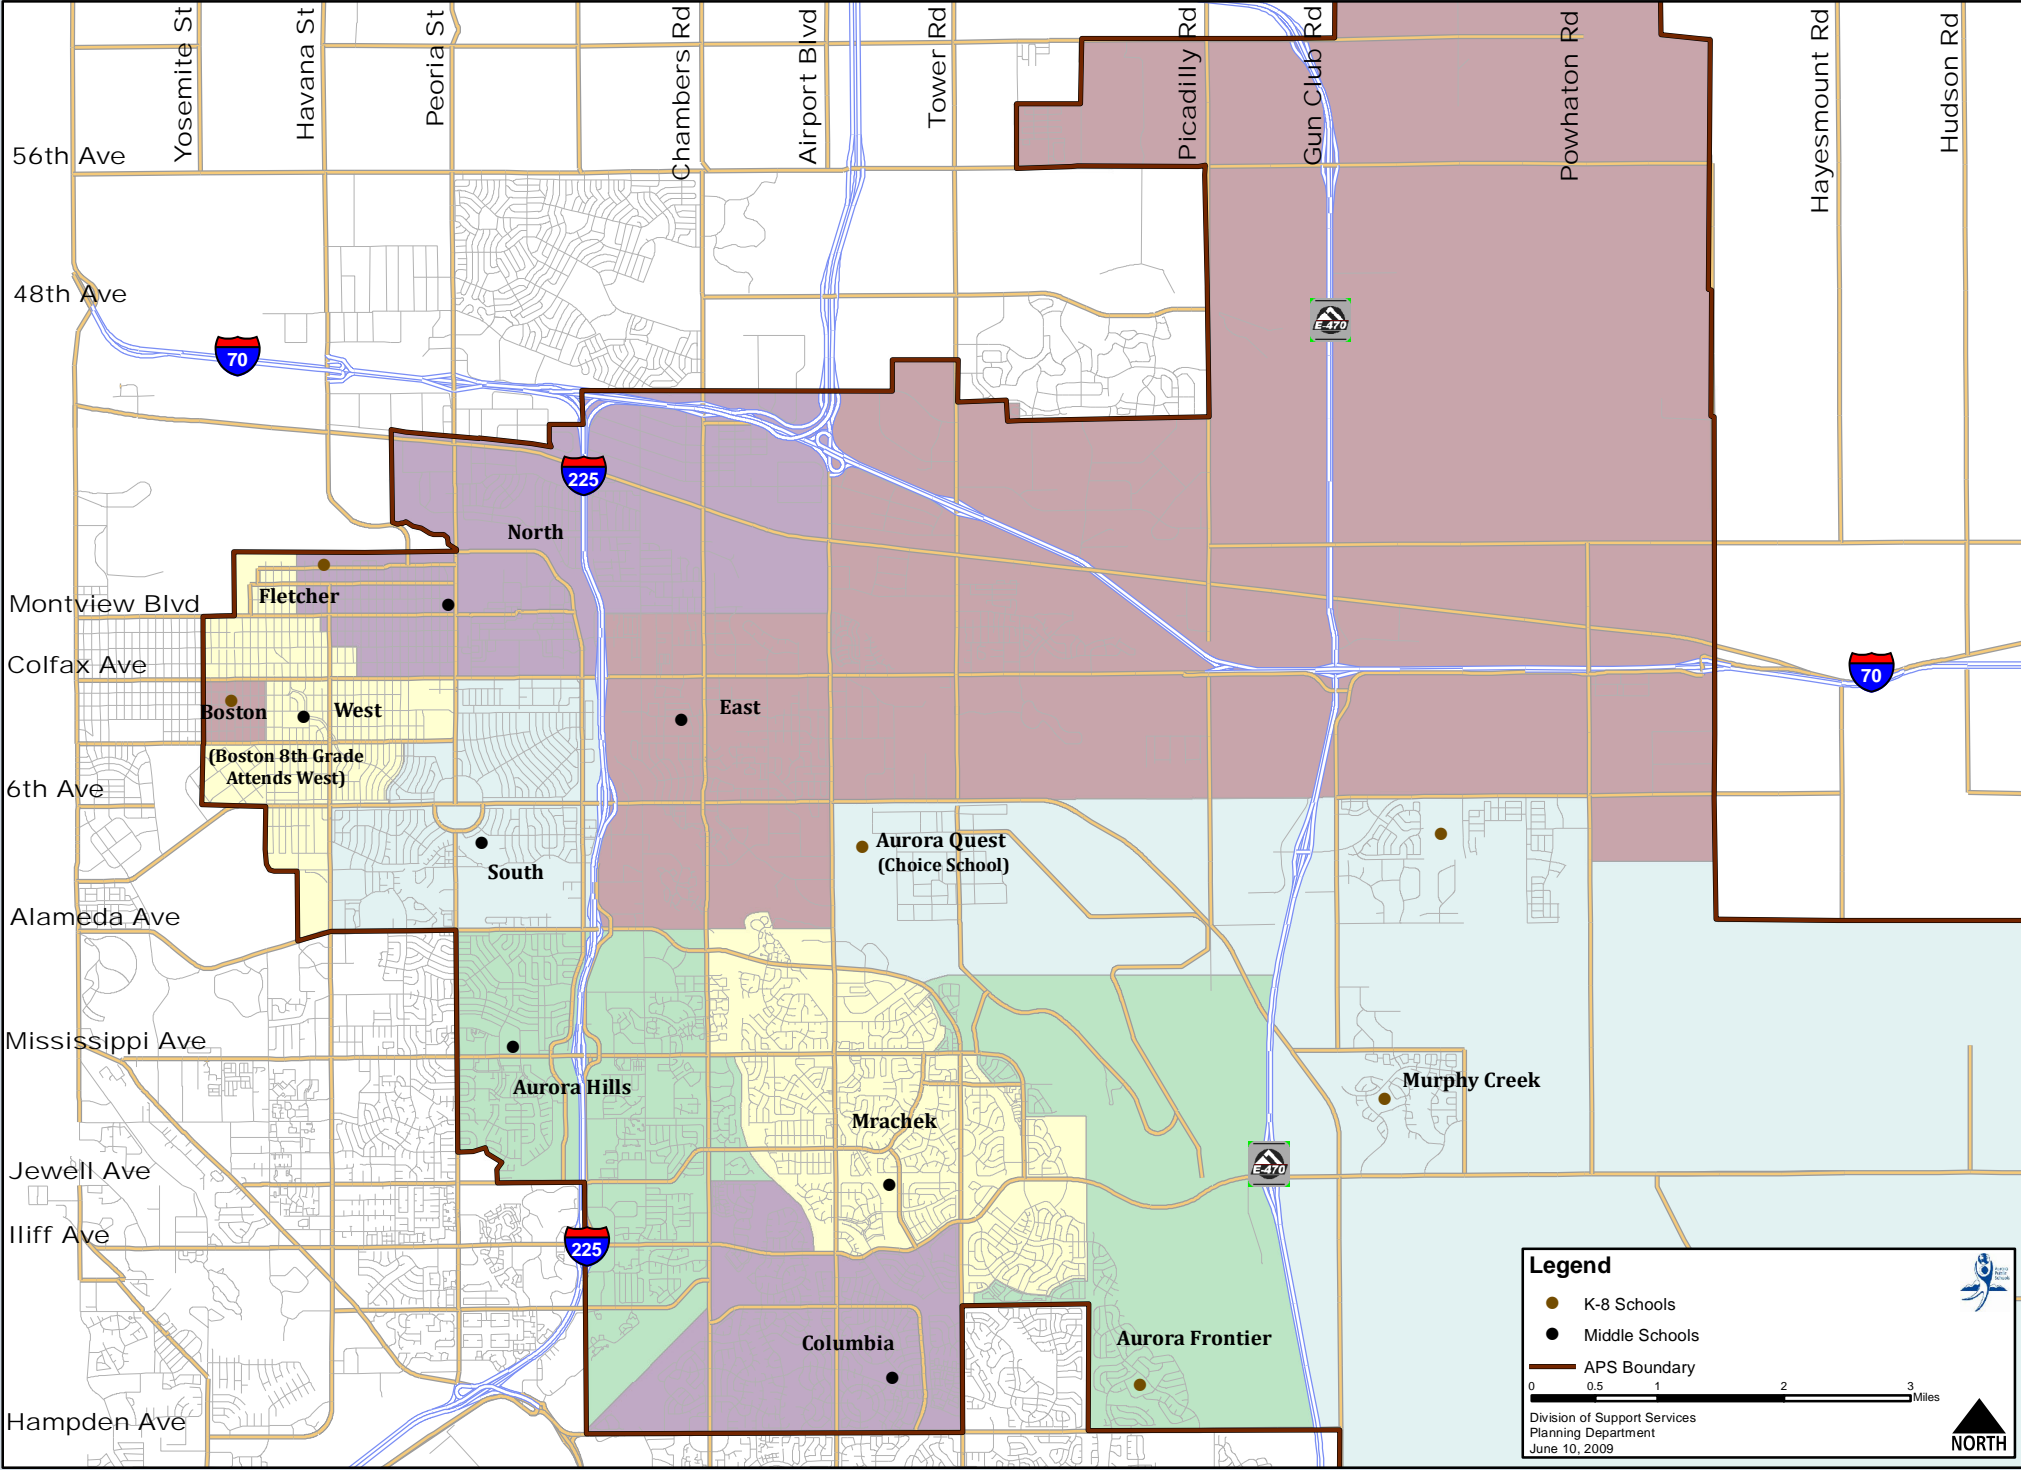 Yosemite St
Havana St
Peoria St
Chambers Rd
Airport Blvd
Tower Rd
Picadilly Rd
Gun Club Rd
Powhaton Rd
Hayesmount Rd
Hudson Rd
56th Ave
48th Ave
E-470
70
225
North
Fletcher
Montview Blvd
Colfax Ave
70
Boston
West
East
(Boston 8th Grade
Attends West)
6th Ave
Aurora Quest
(Choice School)
South
Alameda Ave
Mississippi Ave
Aurora Hills
Murphy Creek
Mrachek
Jewell Ave
E-470
Iliff Ave
225
Columbia
Aurora Frontier
Hampden Ave
Legend
Aurora
Public
Schools
K-8 Schools
Middle Schools
APS Boundary
0 0.5 1 2 3
Miles
Division of Support Services
Planning Department
June 10, 2009
NORTH